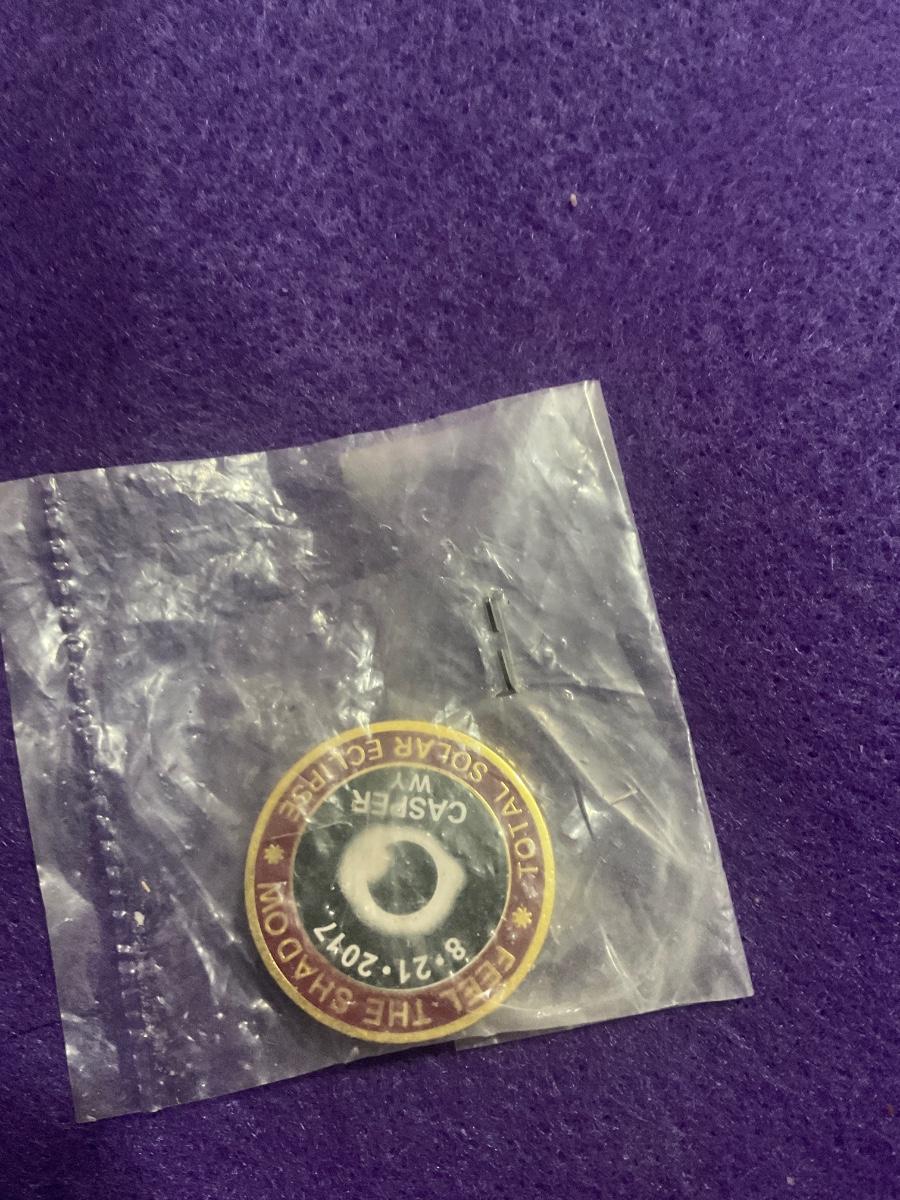 TOTAL SOLAR ECLIPSE
CASPER
WY
8•21•2017
FEEL THE SHADOW